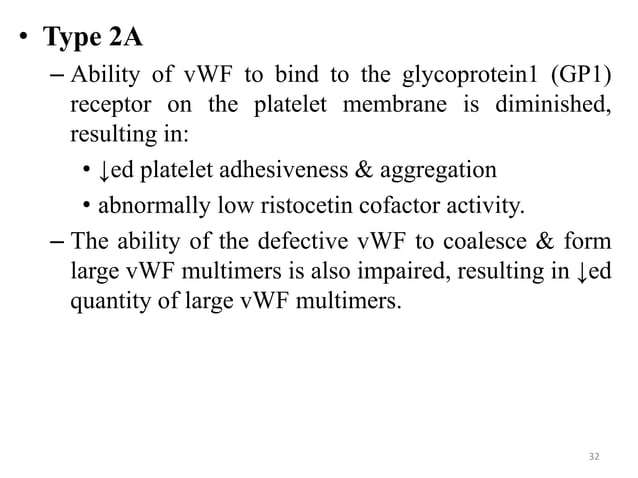 • Type 2A
– Ability of vWF to bind to the glycoprotein1 (GP1)
receptor on the platelet membrane is diminished,
resulting in:
• ↓ed platelet adhesiveness & aggregation
• abnormally low ristocetin cofactor activity.
– The ability of the defective vWF to coalesce & form
large vWF multimers is also impaired, resulting in ↓ed
quantity of large vWF multimers.
32